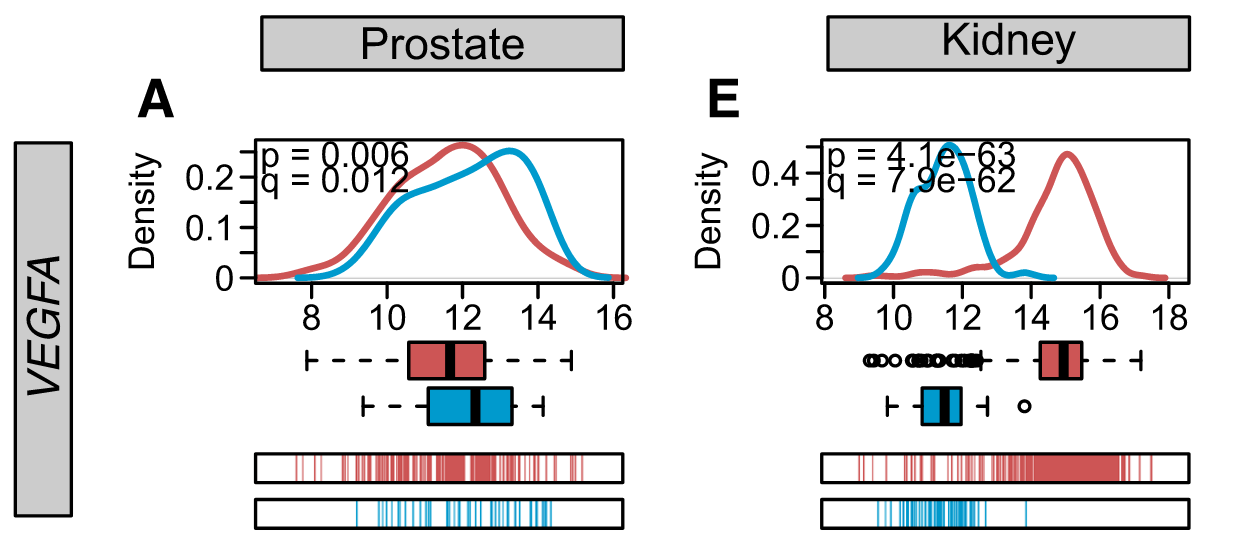 Prostate
Kidney
A
E
VEGFA
Density
0.2
0.1
0
p = 0.006
q = 0.012
8 10 12 14 16
Density
0.4
0.2
0
p = 4.1e−63
q = 7.9e−62
8 10 12 14 16 18